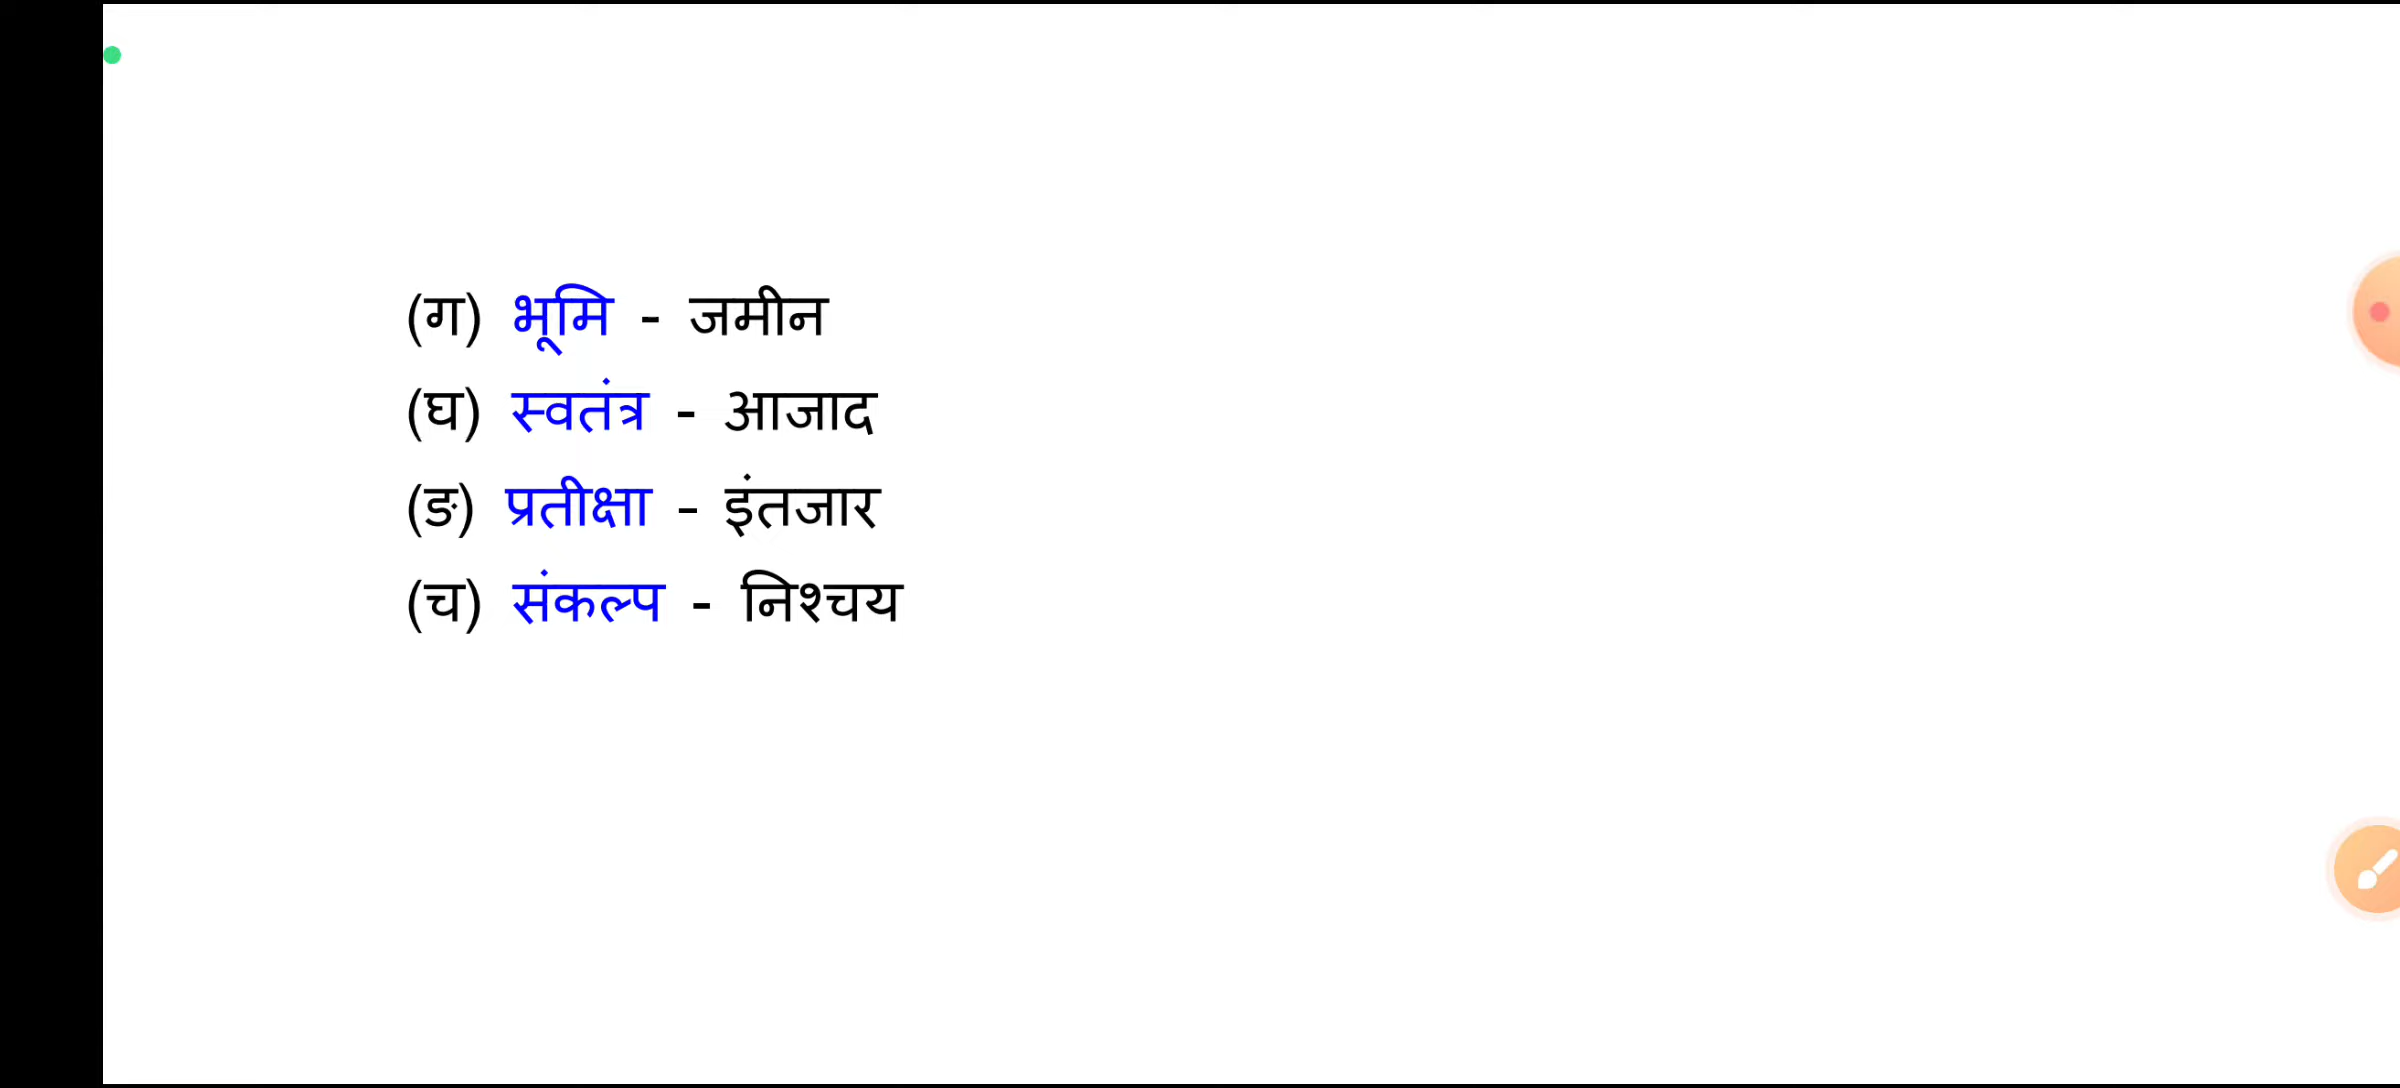 (ग) भूमि - जमीन
(घ) स्वतंत्र - आजाद
(ङ) प्रतीक्षा - इंतजार
(च) संकल्प - निश्चय